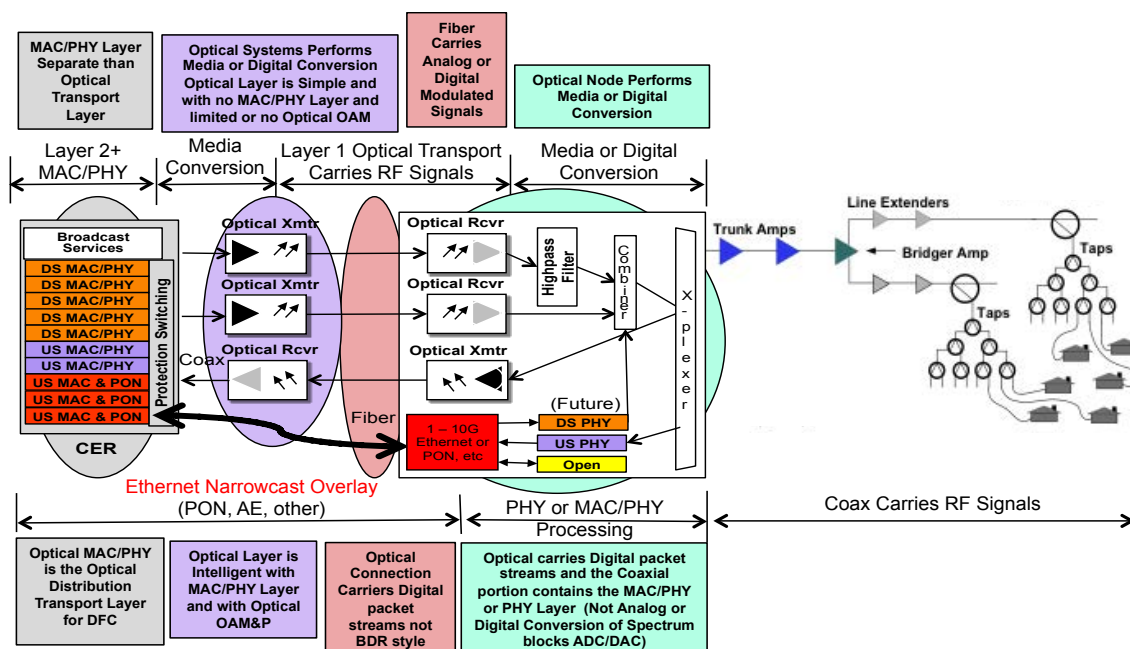 MAC/PHY Layer
Separate than
Optical
Transport
Layer
Optical Systems Performs
Media or Digital Conversion
Optical Layer is Simple and
with no MAC/PHY Layer and
limited or no Optical OAM
Fiber
Carries
Analog or
Digital
Modulated
Signals
Optical Node Performs
Media or Digital
Conversion
Layer 2+
MAC/PHY
Media
Conversion
Layer 1 Optical Transport
Carries RF Signals
Media or Digital
Conversion
Broadcast
Services
DS MAC/PHY
DS MAC/PHY
DS MAC/PHY
DS MAC/PHY
DS MAC/PHY
US MAC/PHY
US MAC/PHY
US MAC & PON
US MAC & PON
US MAC & PON
Protection Switching
CER
Coax
Optical Xmtr
Optical Xmtr
Optical Rcvr
Fiber
Optical Rcvr
Optical Rcvr
Optical Xmtr
Highpass
Filter
Combiner
X-plexer
(Future)
1 – 10G
Ethernet or
PON, etc
DS PHY
US PHY
Open
Trunk Amps
Line Extenders
Bridger Amp
Taps
Taps
Ethernet Narrowcast Overlay
(PON, AE, other)
PHY or MAC/PHY
Processing
Coax Carries RF Signals
Optical MAC/PHY
is the Optical
Distribution
Transport Layer
for DFC
Optical Layer is
Intelligent with
MAC/PHY Layer
and with Optical
OAM&P
Optical
Connection
Carriers Digital
packet
streams not
BDR style
Optical carries Digital packet
streams and the Coaxial
portion contains the MAC/PHY
or PHY Layer (Not Analog or
Digital Conversion of Spectrum
blocks ADC/DAC)